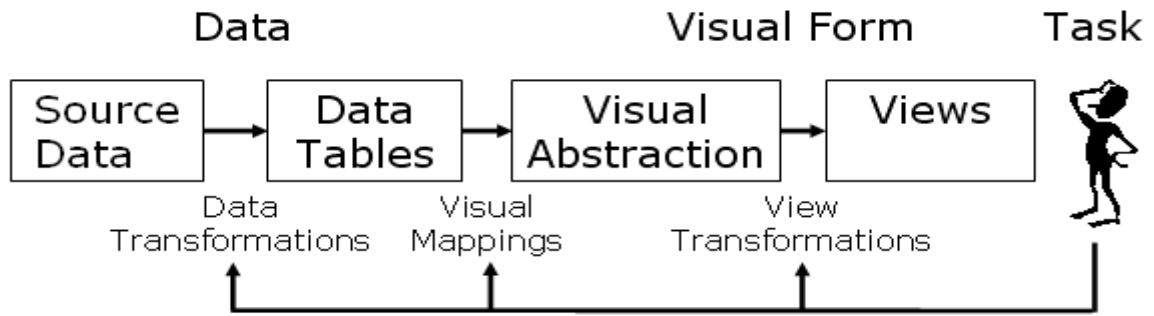 Data
Visual Form
Task
Source
Data
Data
Tables
Visual
Abstraction
Views
Data
Transformations
Visual
Mappings
View
Transformations